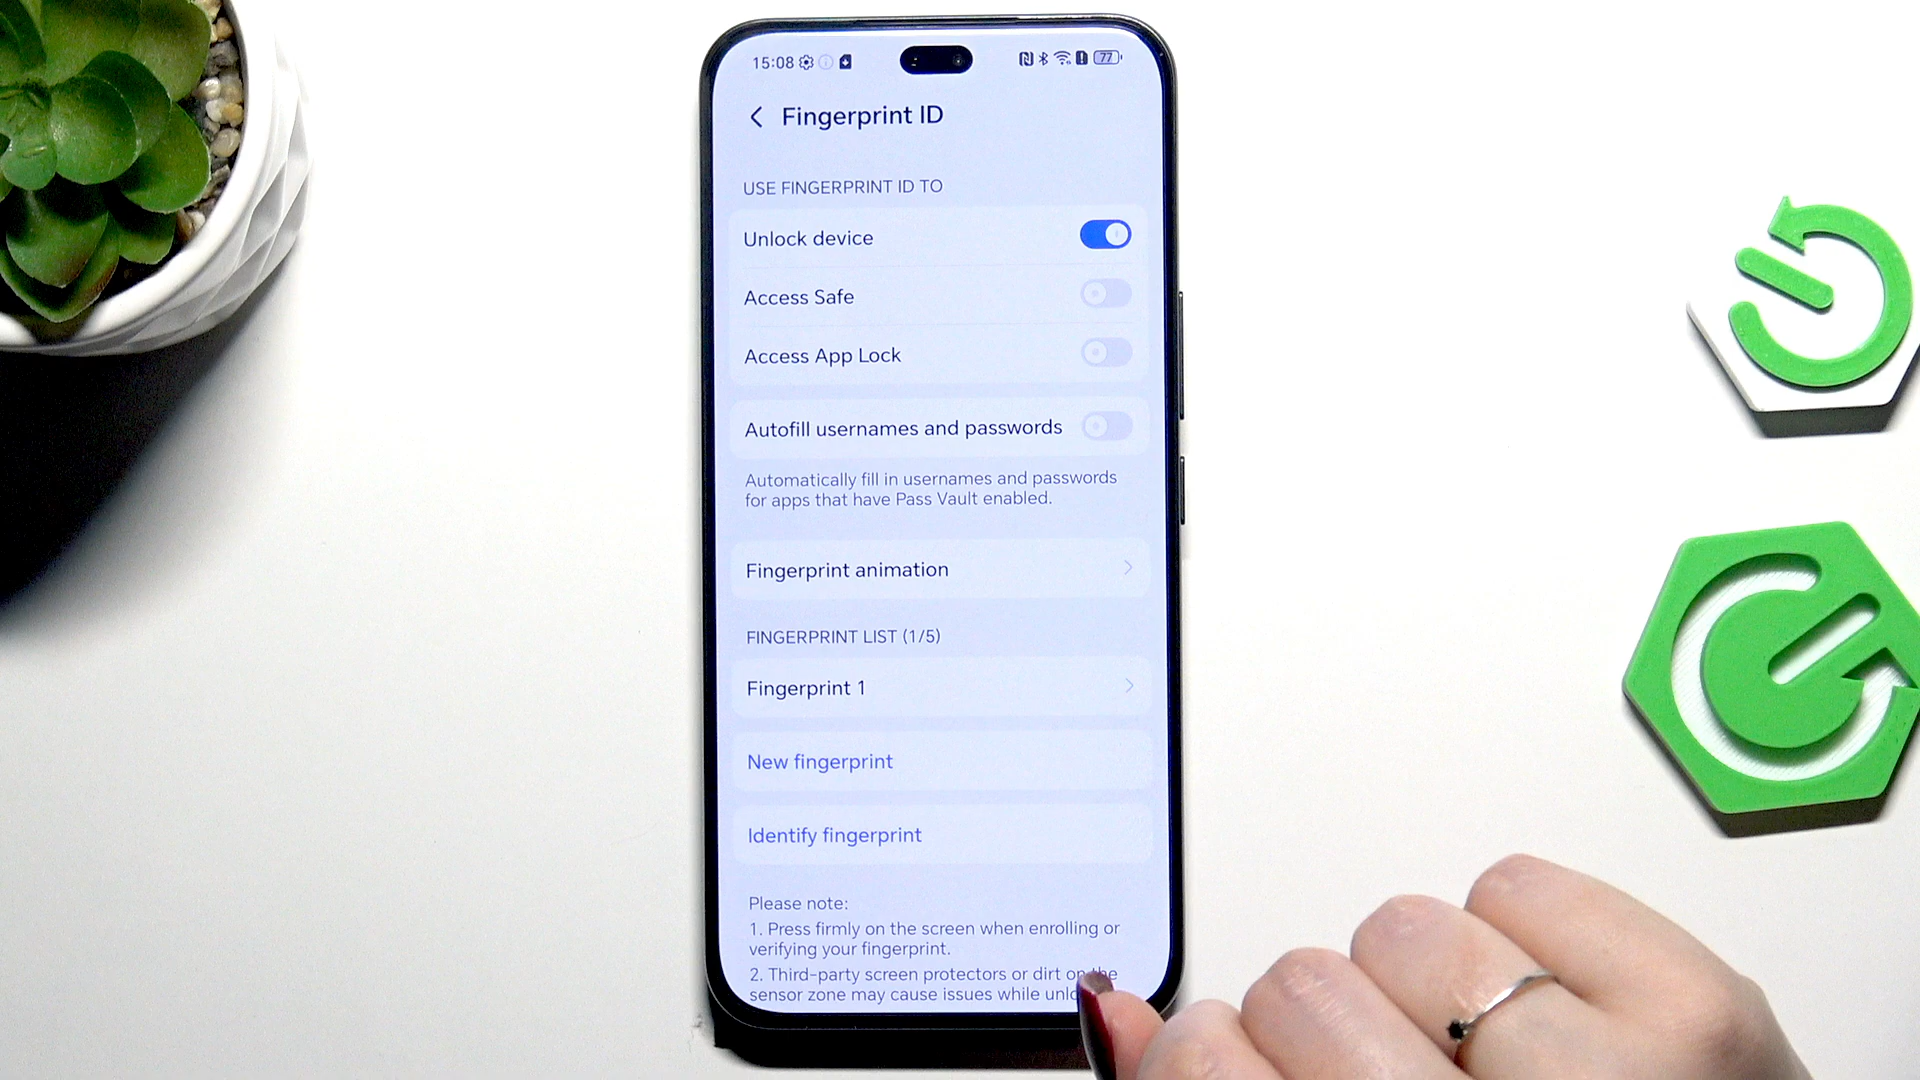 15:08 77
Fingerprint ID
USE FINGERPRINT ID TO
Unlock device
Access Safe
Access App Lock
Autofill usernames and passwords
Automatically fill in usernames and passwords
for apps that have Pass Vault enabled.
Fingerprint animation
FINGERPRINT LIST (1/5)
Fingerprint 1
New fingerprint
Identify fingerprint
Please note:
1. Press firmly on the screen when enrolling or
verifying your fingerprint.
2. Third-party screen protectors or dirt on the
sensor zone may cause issues while